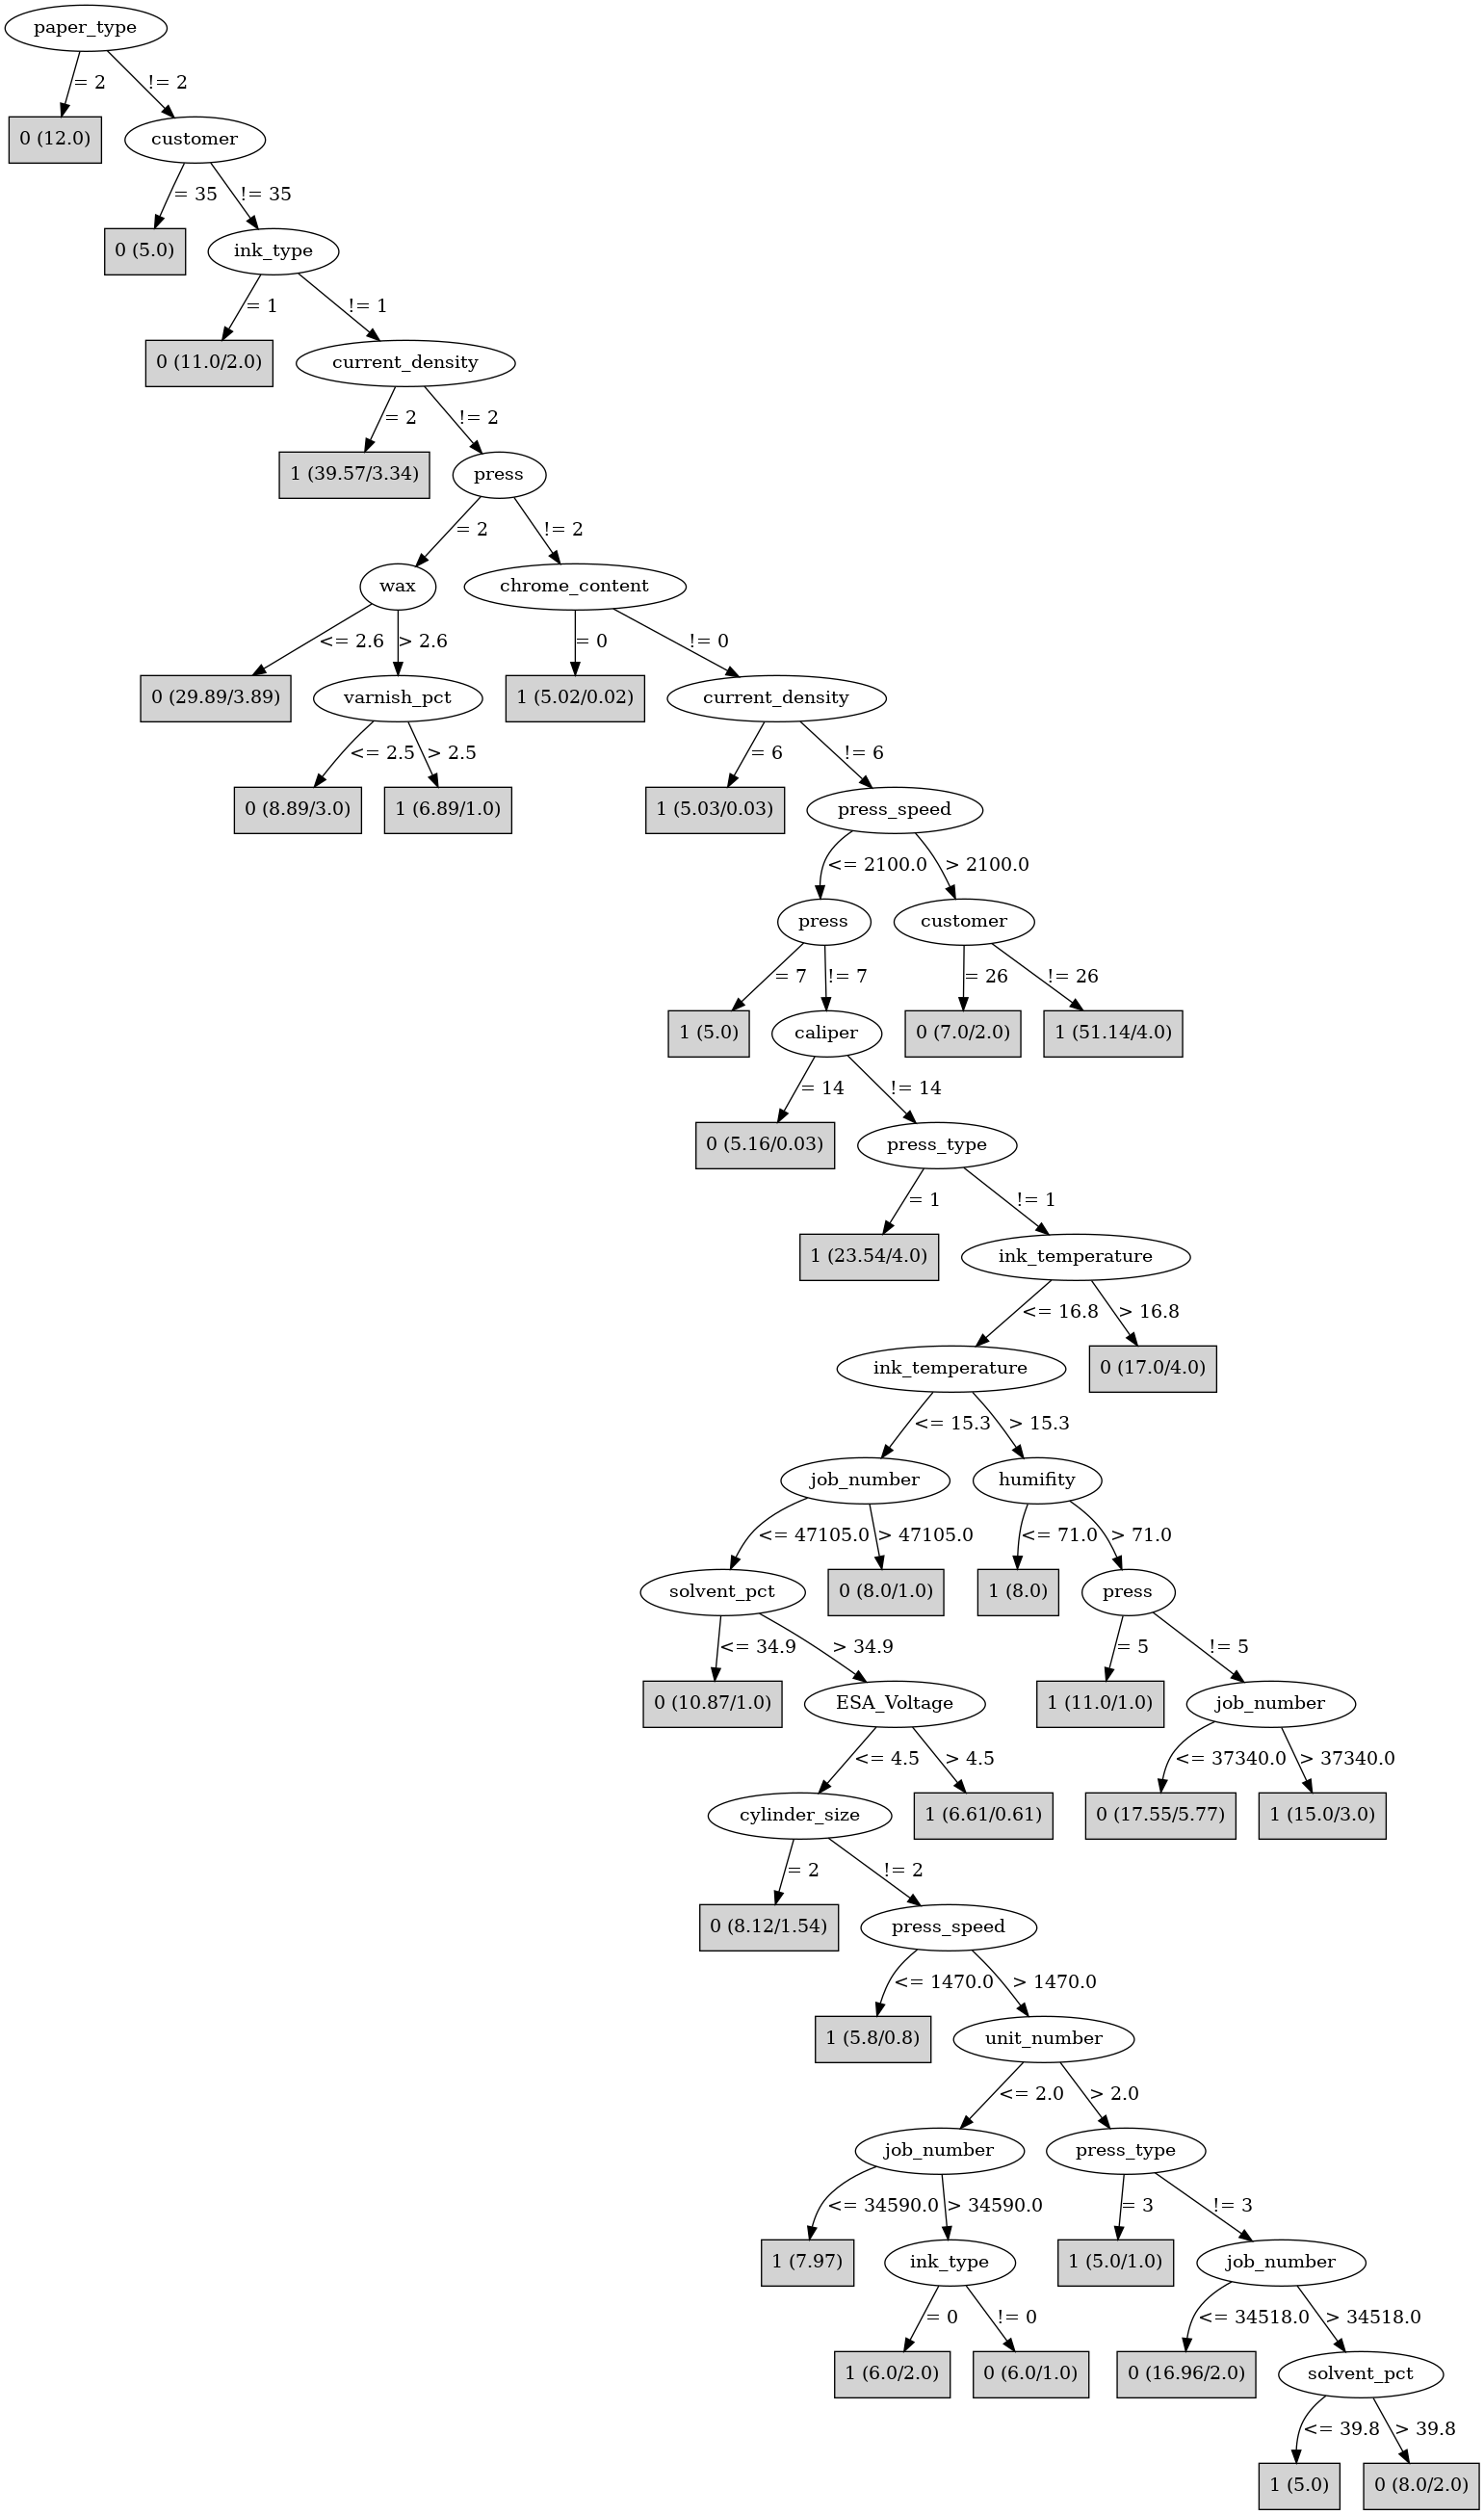 paper_type
= 2 != 2
0 (12.0) customer
= 35 != 35
0 (5.0) ink_type
= 1 != 1
0 (11.0/2.0) current_density
= 2 != 2
1 (39.57/3.34) press
= 2 != 2
wax chrome_content
<= 2.6 > 2.6 = 0 != 0
0 (29.89/3.89) varnish_pct 1 (5.02/0.02) current_density
<= 2.5 > 2.5 = 6 != 6
0 (8.89/3.0) 1 (6.89/1.0) 1 (5.03/0.03) press_speed
<= 2100.0 > 2100.0
press customer
= 7 != 7 = 26 != 26
1 (5.0) caliper 0 (7.0/2.0) 1 (51.14/4.0)
= 14 != 14
0 (5.16/0.03) press_type
= 1 != 1
1 (23.54/4.0) ink_temperature
<= 16.8 > 16.8
ink_temperature 0 (17.0/4.0)
<= 15.3 > 15.3
job_number humifity
<= 47105.0 > 47105.0 <= 71.0 > 71.0
solvent_pct 0 (8.0/1.0) 1 (8.0) press
<= 34.9 > 34.9 = 5 != 5
0 (10.87/1.0) ESA_Voltage 1 (11.0/1.0) job_number
<= 4.5 > 4.5 <= 37340.0 > 37340.0
cylinder_size 1 (6.61/0.61) 0 (17.55/5.77) 1 (15.0/3.0)
= 2 != 2
0 (8.12/1.54) press_speed
<= 1470.0 > 1470.0
1 (5.8/0.8) unit_number
<= 2.0 > 2.0
job_number press_type
<= 34590.0 > 34590.0 = 3 != 3
1 (7.97) ink_type 1 (5.0/1.0) job_number
= 0 != 0 <= 34518.0 > 34518.0
1 (6.0/2.0) 0 (6.0/1.0) 0 (16.96/2.0) solvent_pct
<= 39.8 > 39.8
1 (5.0) 0 (8.0/2.0)